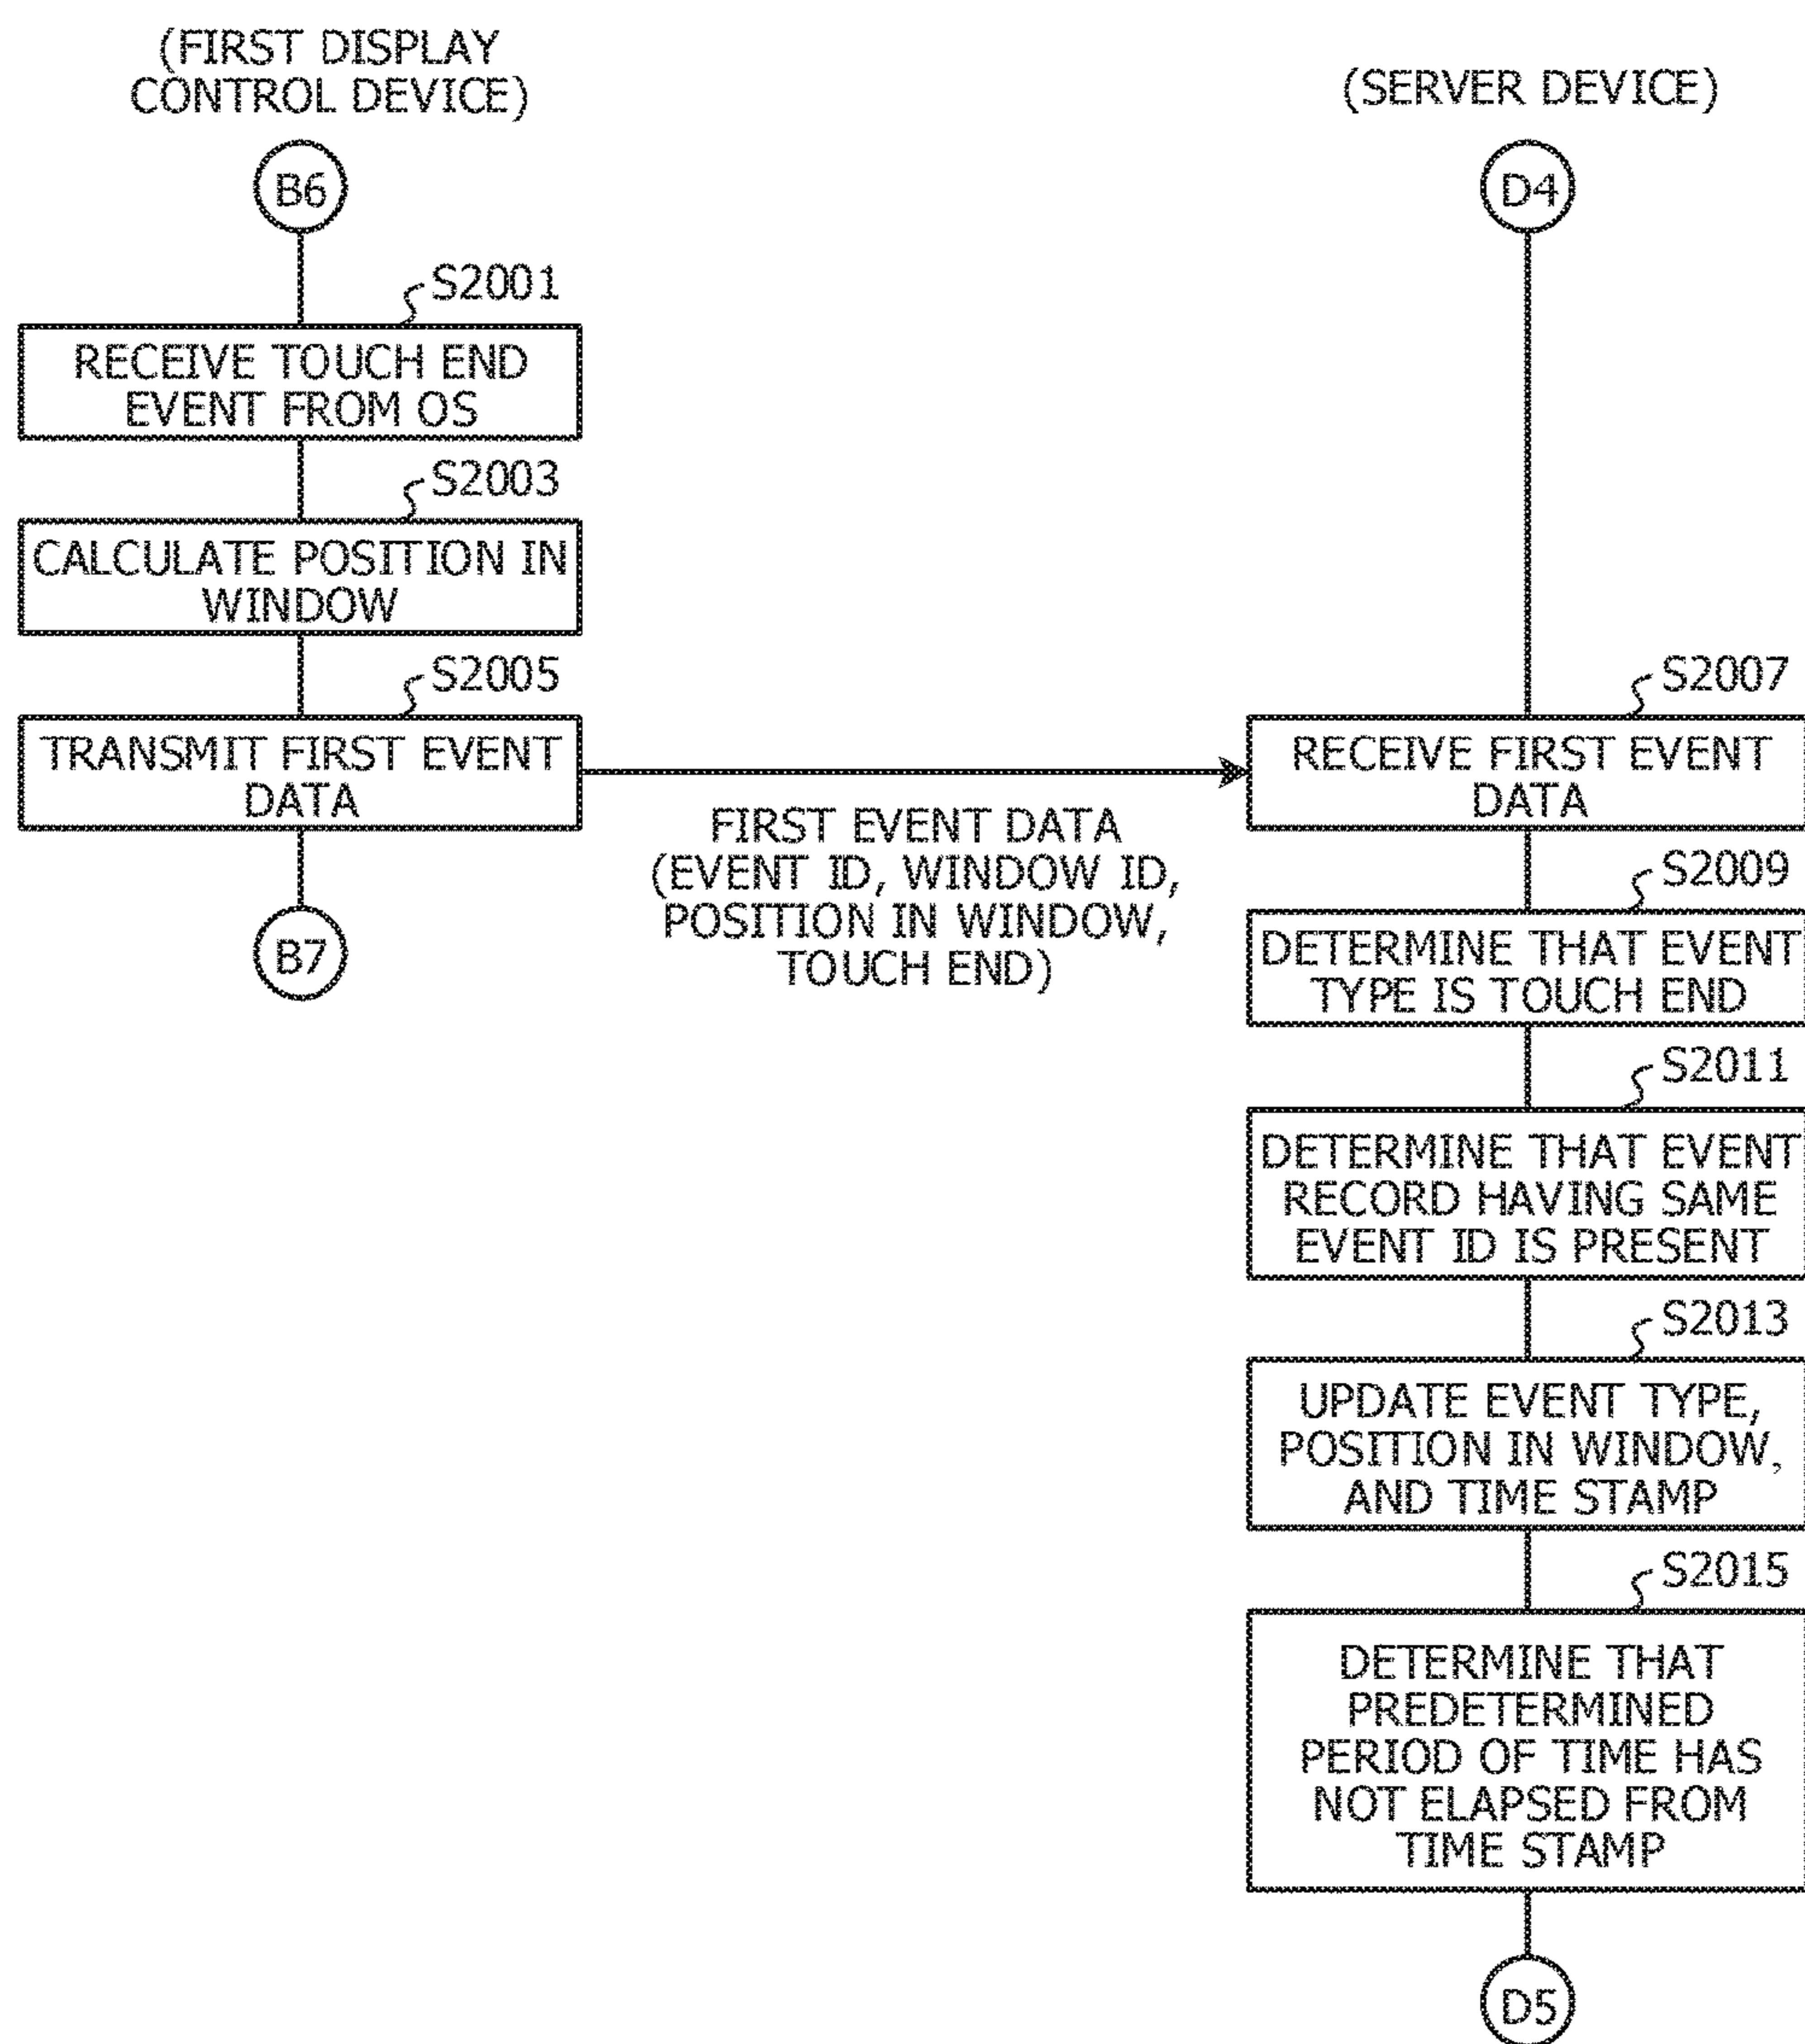 (FIRST DISPLAY
CONTROL DEVICE)
B6
S2001
RECEIVE TOUCH END
EVENT FROM OS
S2003
CALCULATE POSITION IN
WINDOW
S2005
TRANSMIT FIRST EVENT
DATA
B7
FIRST EVENT DATA
(EVENT ID, WINDOW ID,
POSITION IN WINDOW,
TOUCH END)
(SERVER DEVICE)
D4
S2007
RECEIVE FIRST EVENT
DATA
S2009
DETERMINE THAT EVENT
TYPE IS TOUCH END
S2011
DETERMINE THAT EVENT
RECORD HAVING SAME
EVENT ID IS PRESENT
S2013
UPDATE EVENT TYPE,
POSITION IN WINDOW,
AND TIME STAMP
S2015
DETERMINE THAT
PREDETERMINED
PERIOD OF TIME HAS
NOT ELAPSED FROM
TIME STAMP
D5